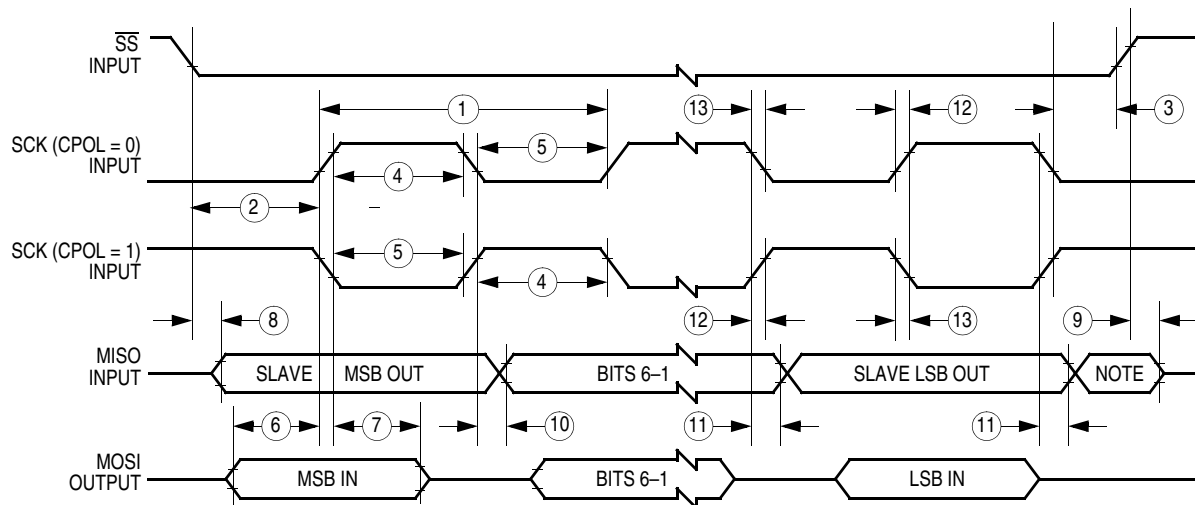 SS
INPUT
1
13
12
3
SCK (CPOL = 0)
INPUT
5
4
2
SCK (CPOL = 1)
INPUT
5
4
8
12
13
9
MISO
INPUT
SLAVE MSB OUT
BITS 6–1
SLAVE LSB OUT
NOTE
6
7
10
11
11
MOSI
OUTPUT
MSB IN
BITS 6–1
LSB IN